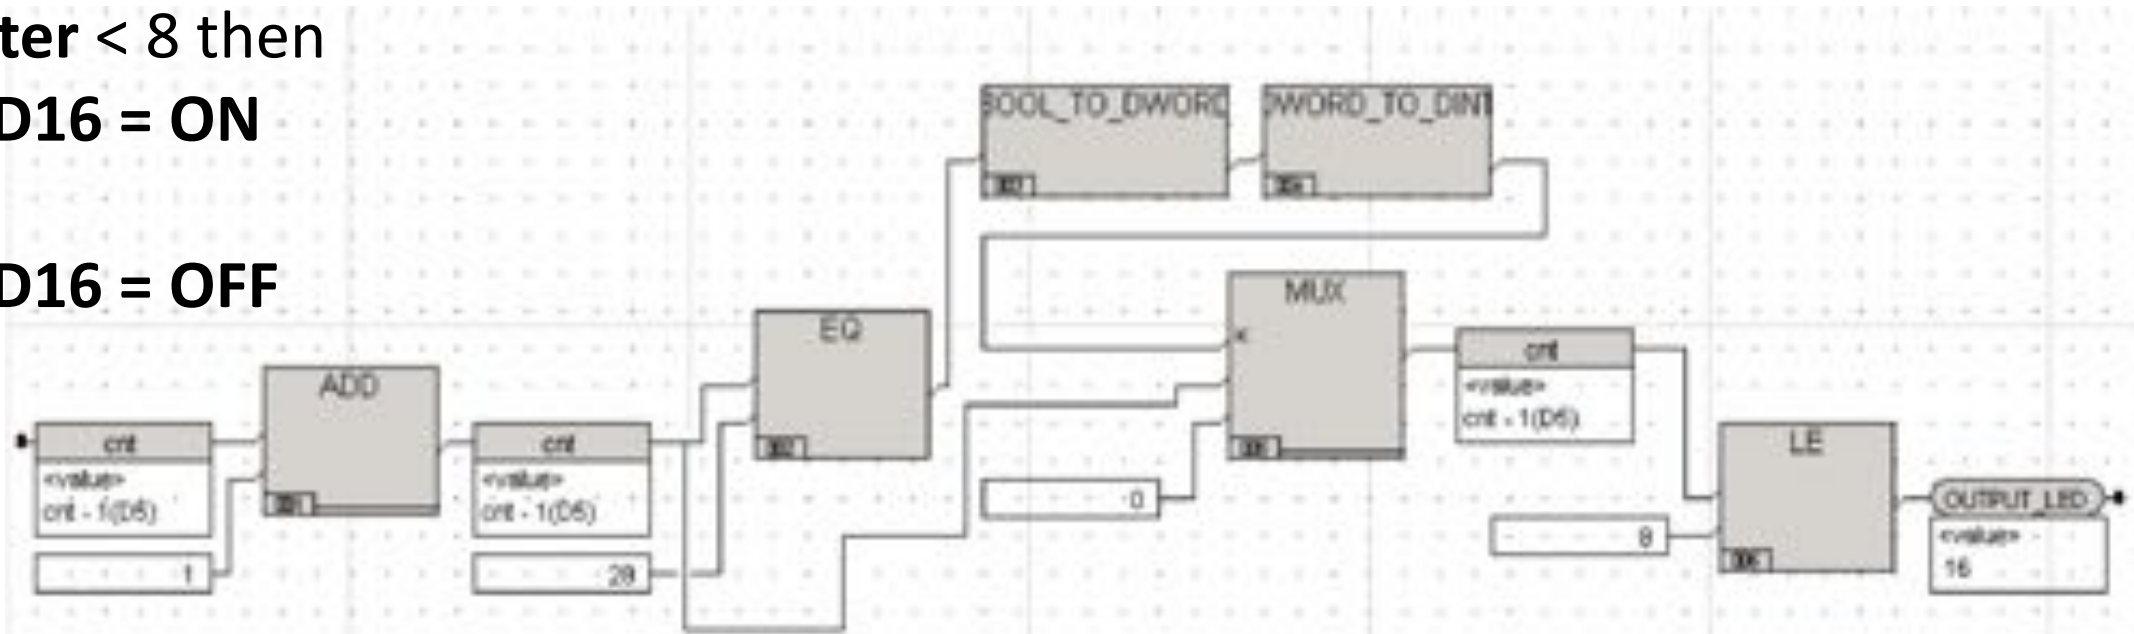 ter < 8 then
D16 = ON
D16 = OFF
BOOL_TO_DWORD
DWORD_TO_DINT
MUX
EQ
ADD
cnt
<value>
cnt - 1(D5)
1
cnt
<value>
cnt - 1(D5)
0
cnt
<value>
cnt - 1(D5)
LE
8
OUTPUT_LED
<value>
16